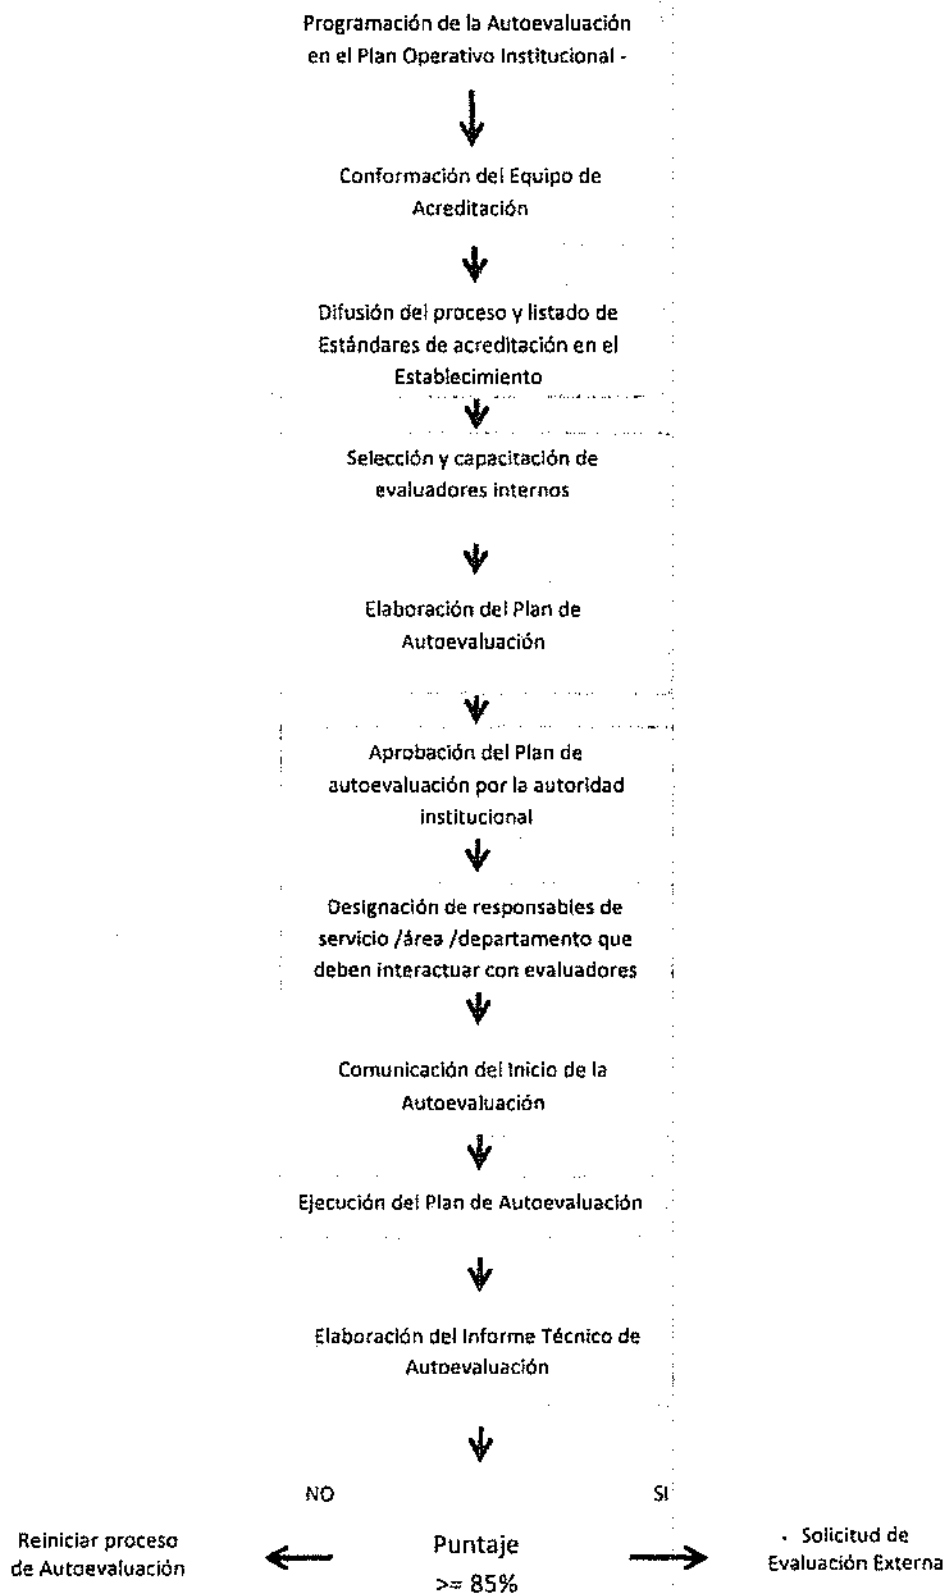 Programación de la Autoevaluación
en el Plan Operativo Institucional -
Conformación del Equipo de
Acreditación
Difusión del proceso y listado de
Estándares de acreditación en el
Establecimiento
Selección y capacitación de
evaluadores internos
Elaboración del Plan de
Autoevaluación
Aprobación del Plan de
autoevaluación por la autoridad
institucional
Designación de responsables de
servicio /área /departamento que
deben interactuar con evaluadores
Comunicación del Inicio de la
Autoevaluación
Ejecución del Plan de Autoevaluación
Elaboración del Informe Técnico de
Autoevaluación
NO
SI
Reiniciar proceso
de Autoevaluación
Puntaje
>= 85%
Solicitud de
Evaluación Externa